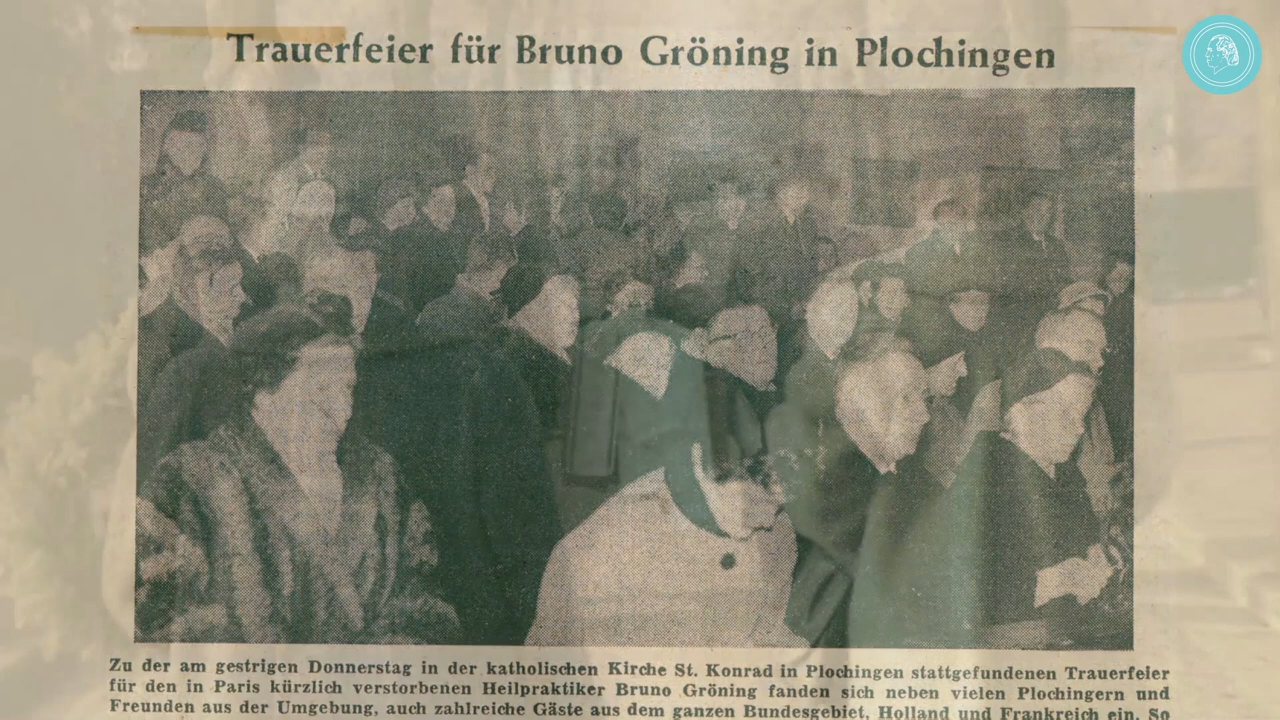 Trauerfeier für Bruno Gröning in Plochingen
Zu der am gestrigen Donnerstag in der katholischen Kirche St. Konrad in Plochingen stattgefundenen Trauerfeier
für den in Paris kürzlich verstorbenen Heilpraktiker Bruno Gröning fanden sich neben vielen Plochingern und
Freunden aus der Umgebung, auch zahlreiche Gäste aus dem ganzen Bundesgebiet, Holland und Frankreich ein. So